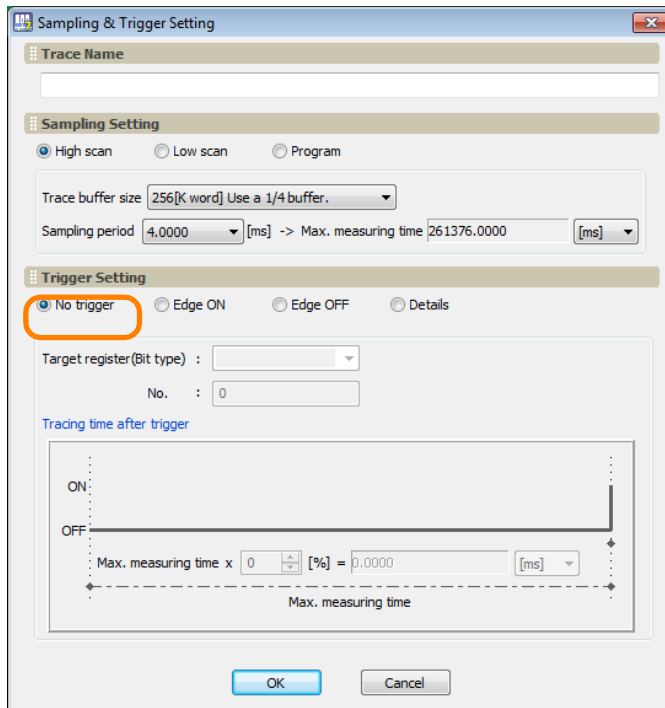 Sampling & Trigger Setting
Trace Name
Sampling Setting
High scan Low scan Program
Trace buffer size 256[K word] Use a 1/4 buffer.
Sampling period 4.0000 [ms] -> Max. measuring time 261376.0000 [ms]
Trigger Setting
No trigger Edge ON Edge OFF Details
Target register(Bit type) :
No. : 0
Tracing time after trigger
ON
OFF
Max. measuring time x 0 [%] = 0.0000 [ms]
Max. measuring time
OK Cancel